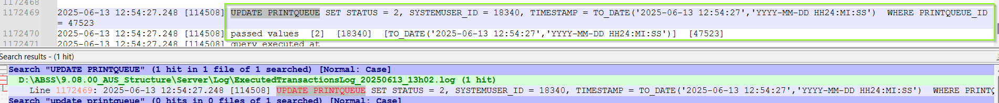 1172468
1172469 2025-06-13 12:54:27.248 [114508] UPDATE PRINTQUEUE SET STATUS = 2, SYSTEMUSER_ID = 18340, TIMESTAMP = TO_DATE('2025-06-13 12:54:27','YYYY-MM-DD HH24:MI:SS')  WHERE PRINTQUEUE_ID
= 47523
1172470 2025-06-13 12:54:27.248 [114508] passed values  [2]  [18340]  [TO_DATE('2025-06-13 12:54:27','YYYY-MM-DD HH24:MI:SS')]  [47523]
1172471 2025-06-13 12:54:27.248 [114508] query executed at
Search results - (1 hit)
Search "UPDATE PRINTQUEUE" (1 hit in 1 file of 1 searched) [Normal: Case]
D:\ABSS\9.08.00_AUS_Structure\Server\Log\ExecutedTransactionsLog_20250613_13h02.log (1 hit)
Line 1172469: 2025-06-13 12:54:27.248 [114508] UPDATE PRINTQUEUE SET STATUS = 2, SYSTEMUSER_ID = 18340, TIMESTAMP = TO_DATE('2025-06-13 12:54:27','YYYY-MM-DD HH24:MI:SS')  WHERE PRINTQ
Search "update printqueue" (0 hits in 0 files of 1 searched) [Normal: Case]